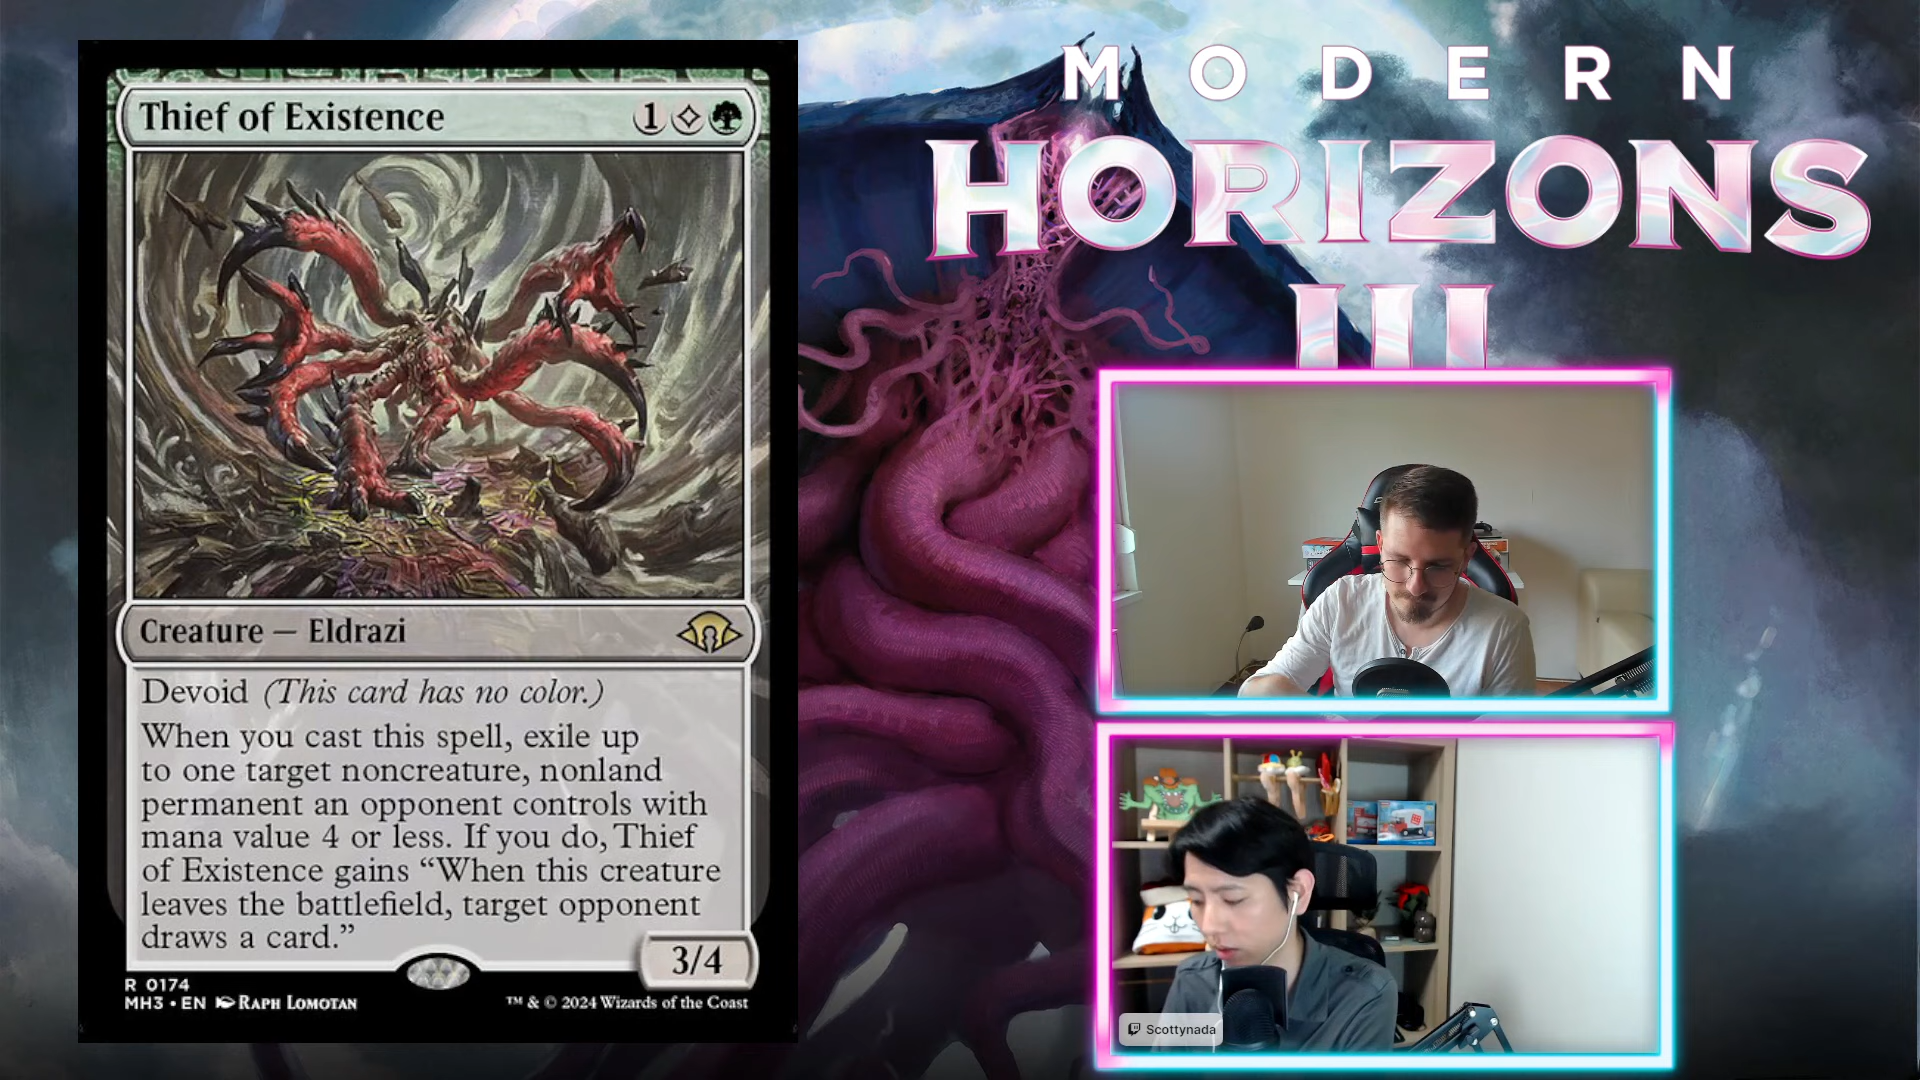 Thief of Existence
1
Creature — Eldrazi
Devoid (This card has no color.)
When you cast this spell, exile up
to one target noncreature, nonland
permanent an opponent controls with
mana value 4 or less. If you do, Thief
of Existence gains “When this creature
leaves the battlefield, target opponent
draws a card.”
3/4
R 0174
MH3 • EN RAPH LOMOTAN
™ & © 2024 Wizards of the Coast
MODERN
HORIZONS
III
Scottynada